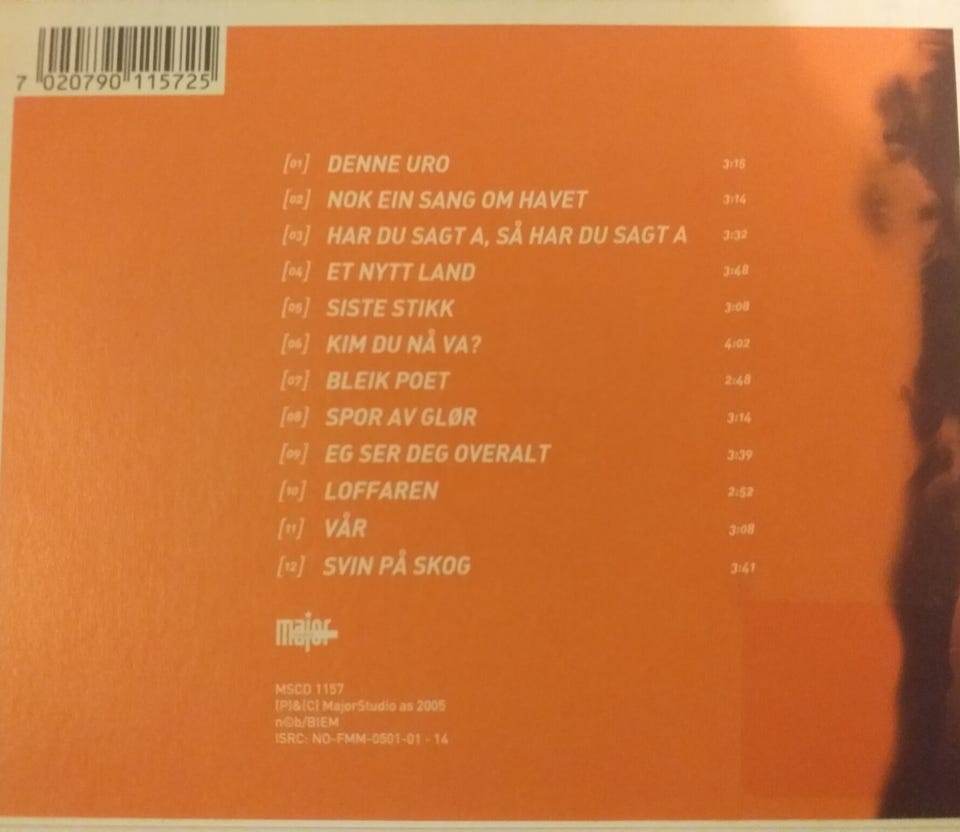 7 020790 115725
[01] DENNE URO 3:15
[02] NOK EIN SANG OM HAVET 3:14
[03] HAR DU SAGT A, SÅ HAR DU SAGT A 3:32
[04] ET NYTT LAND 3:48
[05] SISTE STIKK 3:08
[06] KIM DU NÅ VA? 4:02
[07] BLEIK POET 2:48
[08] SPOR AV GLØR 3:14
[09] EG SER DEG OVERALT 3:39
[10] LOFFAREN 2:52
[11] VÅR 3:08
[12] SVIN PÅ SKOG 3:41
major
MSCD 1157
(P)&(C) MajorStudio as 2005
n©b/BIEM
ISRC: NO-FMM-0501-01 - 14